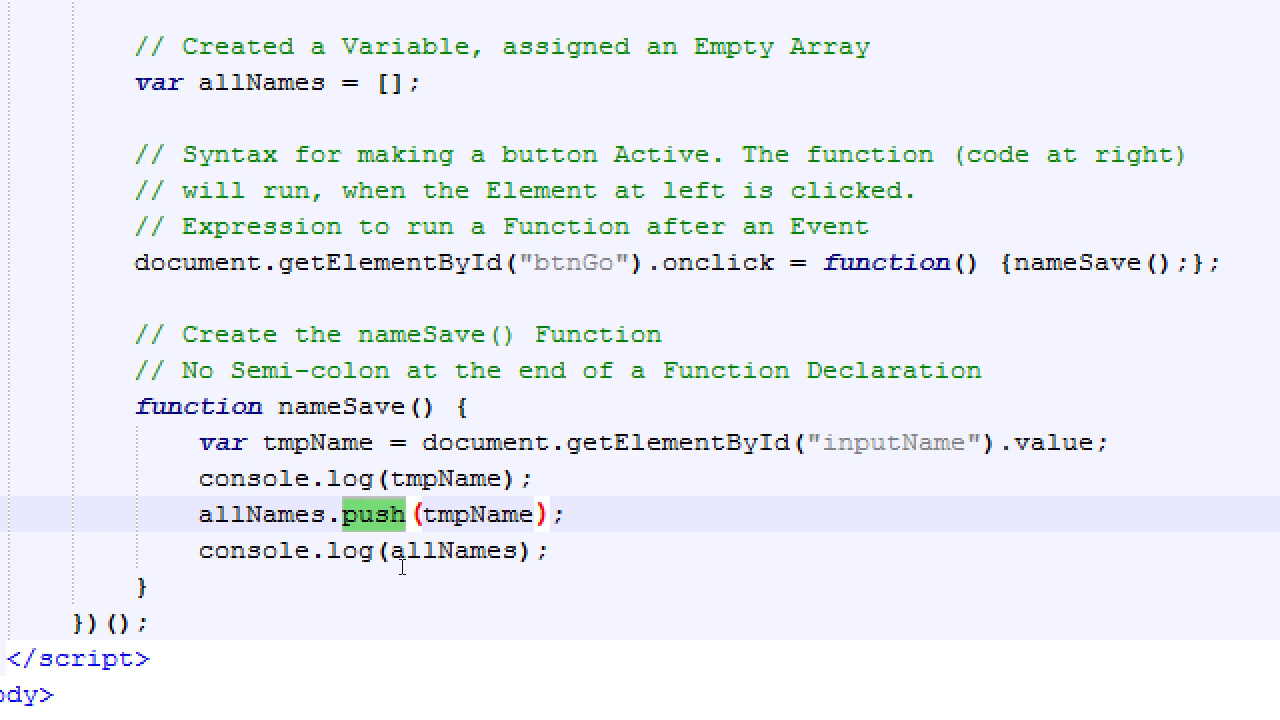 // Created a Variable, assigned an Empty Array
var allNames = [];
// Syntax for making a button Active. The function (code at right)
// will run, when the Element at left is clicked.
// Expression to run a Function after an Event
document.getElementById("btnGo").onclick = function() {nameSave();};
// Create the nameSave() Function
// No Semi-colon at the end of a Function Declaration
function nameSave() {
var tmpName = document.getElementById("inputName").value;
console.log(tmpName);
allNames.push(tmpName);
console.log(allNames);
}
})();
</script>
ody>